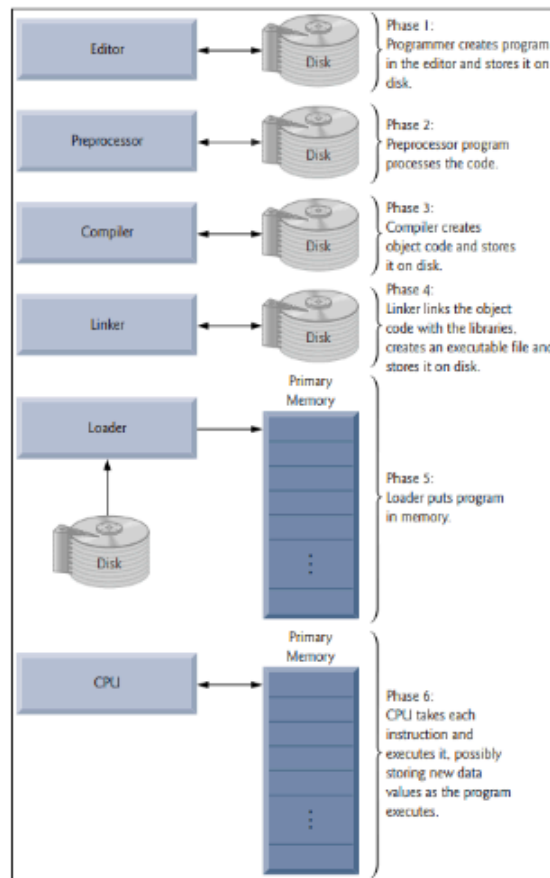 Editor
Disk
Phase 1:
Programmer creates program
in the editor and stores it on
disk.
Preprocessor
Disk
Phase 2:
Preprocessor program
processes the code.
Compiler
Disk
Phase 3:
Compiler creates
object code and stores
it on disk.
Linker
Disk
Phase 4:
Linker links the object
code with the libraries,
creates an executable file and
stores it on disk.
Loader
Primary
Memory
Disk
Phase 5:
Loader puts program
in memory.
CPU
Primary
Memory
Phase 6:
CPU takes each
instruction and
executes it, possibly
storing new data
values as the program
executes.